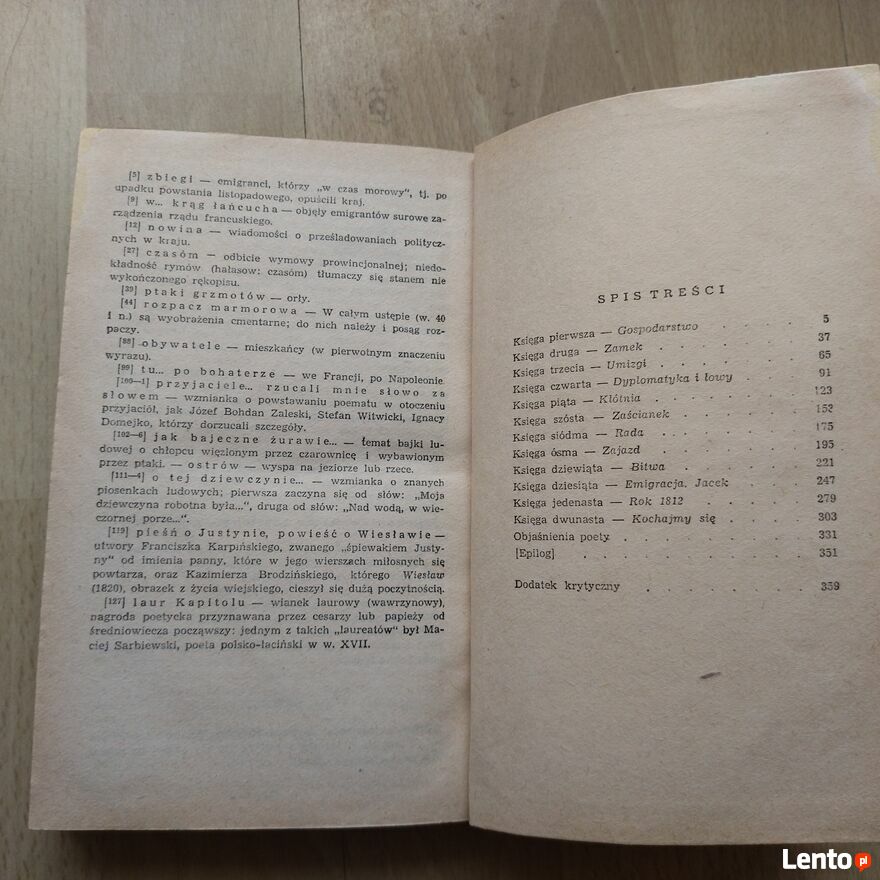 [5] zbiegi — emigranci, którzy „w czas morowy“, tj. po
upadku powstania listopadowego, opuścili kraj.
[9] w... krąg łańcucha — objęły emigrantów surowe za-
rządzenia rządu francuskiego.
[12] nowina — wiadomości o prześladowaniach politycz-
nych w kraju.
[27] czasóm — odbicie wymowy prowincjonalnej; niedo-
kładność rymów (hałasow: czasóm) tłumaczy się stanem nie
wykończonego rękopisu.
[39] ptaki grzmotów — orły.
[44] rozpacz marmorowa — W całym ustępie (w. 40
i n.) są wyobrażenia cmentarne; do nich należy i posąg roz-
paczy.
[88] obywatele — mieszkańcy (w pierwotnym znaczeniu
wyrazu).
[99] tu... po bohaterze — we Francji, po Napoleonie.
[100—1] przyjaciele... rzucali mnie słowo za
słowem — wzmianka o powstawaniu poematu w otoczeniu
przyjaciół, jak Józef Bohdan Zaleski, Stefan Witwicki, Ignacy
Domejko, którzy dorzucali szczegóły.
[102—6] jak bajeczne żurawie... — temat bajki lu-
dowej o chłopcu więzionym przez czarownicę i wybawionym
przez ptaki. — ostrów — wyspa na jeziorze lub rzece.
[111—4] o tej dziewczynie... — wzmianka o znanych
piosenkach ludowych; pierwsza zaczyna się od słów: „Moja
dziewczyna robotna była...“, druga od słów: „Nad wodą, w wie-
czornej porze...“.
[119] pieśń o Justynie, powieść o Wiesławie —
utwory Franciszka Karpińskiego, zwanego „śpiewakiem Justy-
ny“ od imienia panny, które w jego wierszach miłosnych się
powtarza, oraz Kazimierza Brodzińskiego, którego Wiesław
(1820), obrazek z życia wiejskiego, cieszył się dużą poczytnością.
[127] laur Kapitolu — wianek laurowy (wawrzynowy),
nagroda poetycka przyznawana przez cesarzy lub papieży od
średniowiecza począwszy: jednym z takich „laureatów“ był Ma-
ciej Sarbiewski, poeta polsko-łaciński w w. XVII.
SPIS TREŚCI
Księga pierwsza — Gospodarstwo . . . . . 5
Księga druga — Zamek . . . . . 37
Księga trzecia — Umizgi . . . . . 65
Księga czwarta — Dyplomatyka i łowy . . . . 91
Księga piąta — Kłótnia . . . . . 123
Księga szósta — Zaścianek . . . . . 153
Księga siódma — Rada . . . . . 175
Księga ósma — Zajazd . . . . . 195
Księga dziewiąta — Bitwa . . . . . 221
Księga dziesiąta — Emigracja. Jacek . . . . 247
Księga jedenasta — Rok 1812 . . . . . 279
Księga dwunasta — Kochajmy się . . . . . 303
Objaśnienia poety . . . . . . 331
[Epilog] . . . . . . . 351
Dodatek krytyczny . . . . . . 359
Lento.pl